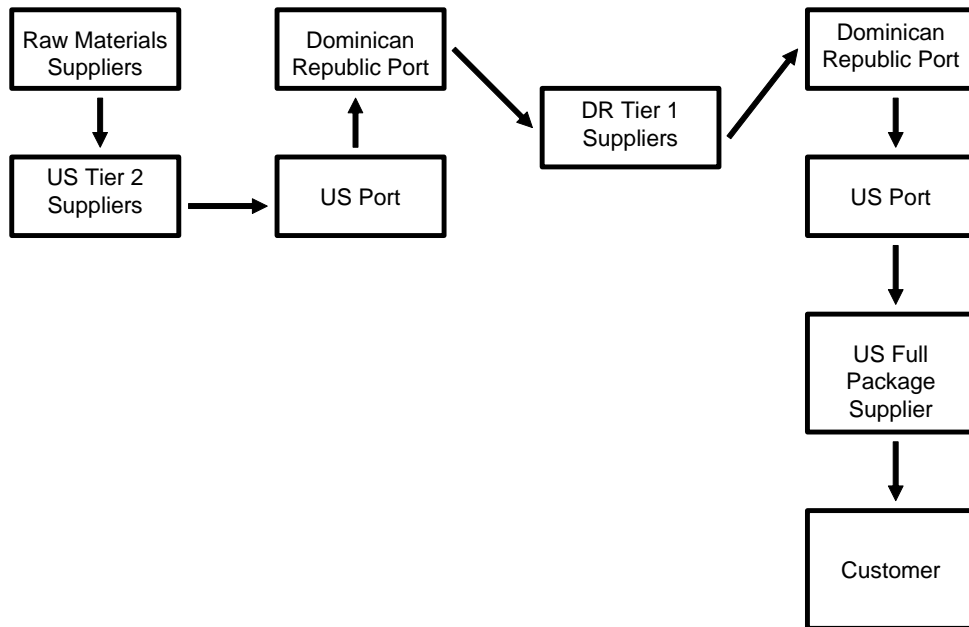 Raw Materials
Suppliers
US Tier 2
Suppliers
US Port
Dominican
Republic Port
DR Tier 1
Suppliers
Dominican
Republic Port
US Port
US Full
Package
Supplier
Customer